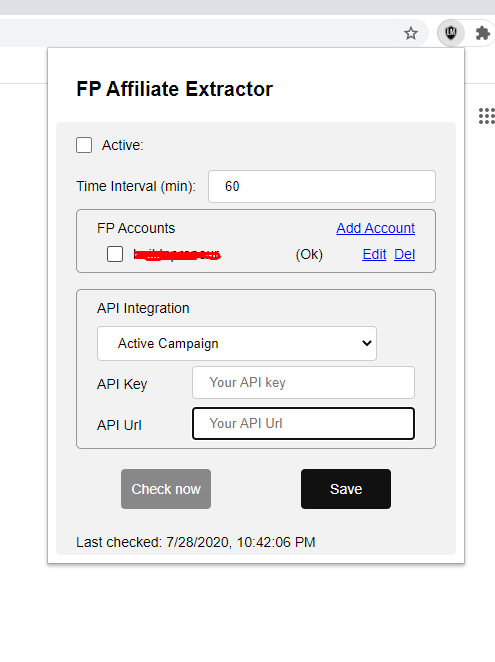 UM
FP Affiliate Extractor
Active:
Time Interval (min): 60
FP Accounts Add Account
(Ok) Edit Del
API Integration
Active Campaign
API Key Your API key
API Url Your API Url
Check now Save
Last checked: 7/28/2020, 10:42:06 PM